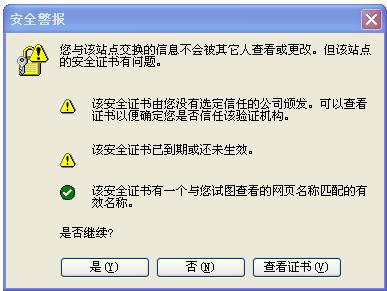 安全警报
您与该站点交换的信息不会被其它人查看或更改。但该站点
的安全证书有问题。
该安全证书由您没有选定信任的公司颁发。可以查看
证书以便确定您是否信任该验证机构。
该安全证书已到期或还未生效。
该安全证书有一个与您试图查看的网页名称匹配的有
效名称。
是否继续?
是(Y) 否(N) 查看证书(V)